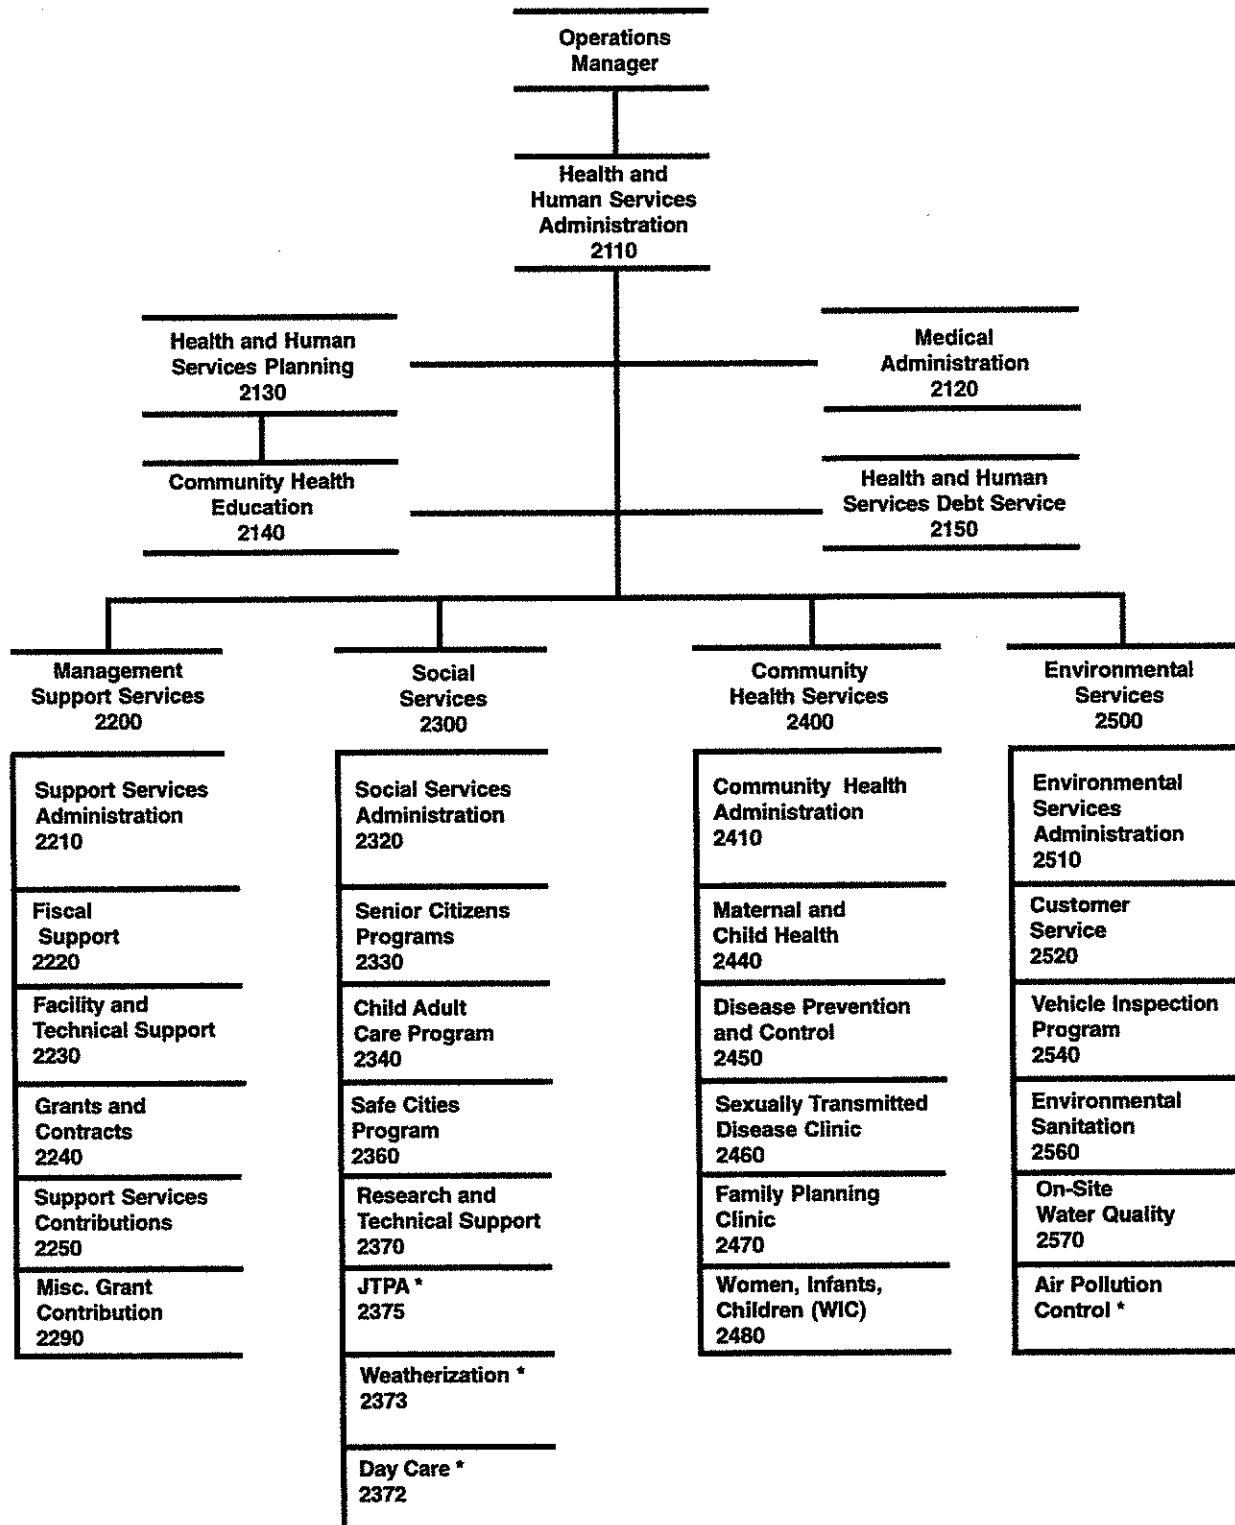 Operations
Manager
Health and
Human Services
Administration
2110
Health and Human
Services Planning
2130
Medical
Administration
2120
Community Health
Education
2140
Health and Human
Services Debt Service
2150
Management
Support Services
2200
Support Services
Administration
2210
Fiscal
Support
2220
Facility and
Technical Support
2230
Grants and
Contracts
2240
Support Services
Contributions
2250
Misc. Grant
Contribution
2290
Social
Services
2300
Social Services
Administration
2320
Senior Citizens
Programs
2330
Child Adult
Care Program
2340
Safe Cities
Program
2360
Research and
Technical Support
2370
JTPA *
2375
Weatherization *
2373
Day Care *
2372
Community
Health Services
2400
Community Health
Administration
2410
Maternal and
Child Health
2440
Disease Prevention
and Control
2450
Sexually Transmitted
Disease Clinic
2460
Family Planning
Clinic
2470
Women, Infants,
Children (WIC)
2480
Environmental
Services
2500
Environmental
Services
Administration
2510
Customer
Service
2520
Vehicle Inspection
Program
2540
Environmental
Sanitation
2560
On-Site
Water Quality
2570
Air Pollution
Control *